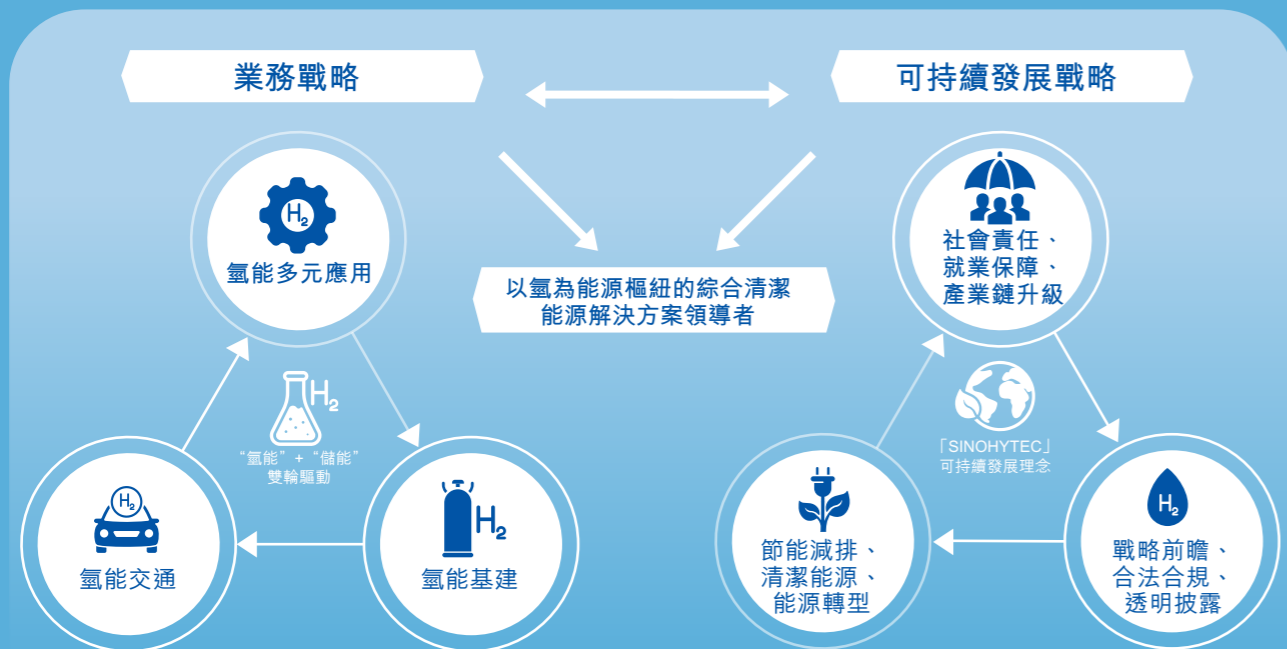 業務戰略
可持續發展戰略
H₂
氫能多元應用
社會責任、
就業保障、
產業鏈升級
以氫為能源樞紐的綜合清潔
能源解決方案領導者
H₂
“氫能”+“儲能”
雙輪驅動
「SINOHYTEC」
可持續發展理念
H₂
氫能交通
H₂
氫能基建
節能減排、
清潔能源、
能源轉型
H₂
戰略前瞻、
合法合規、
透明披露